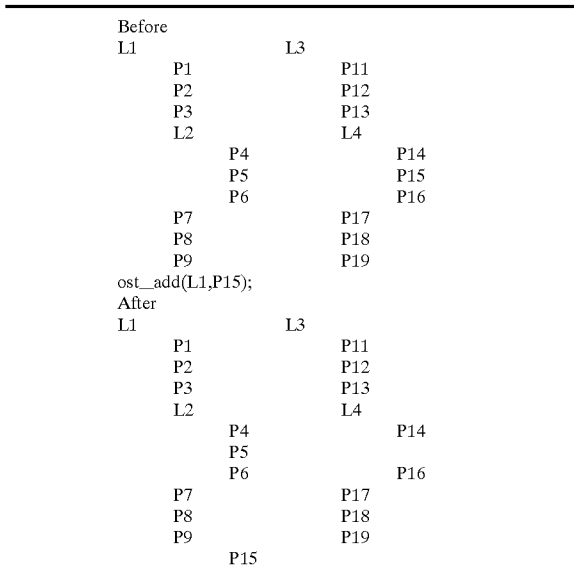 Before
L1 L3
P1 P11
P2 P12
P3 P13
L2 L4
P4 P14
P5 P15
P6 P16
P7 P17
P8 P18
P9 P19
ost_add(L1,P15);
After
L1 L3
P1 P11
P2 P12
P3 P13
L2 L4
P4 P14
P5
P6 P16
P7 P17
P8 P18
P9 P19
P15